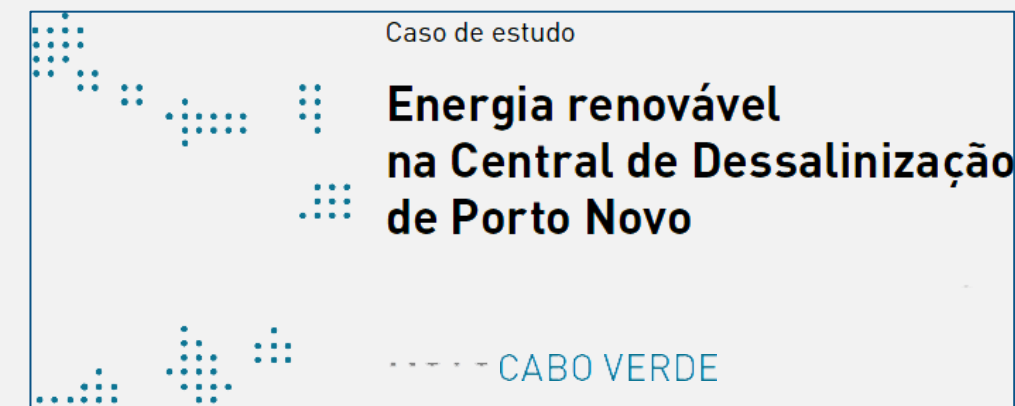 Caso de estudo
Energia renovável
na Central de Dessalinização
de Porto Novo
CABO VERDE